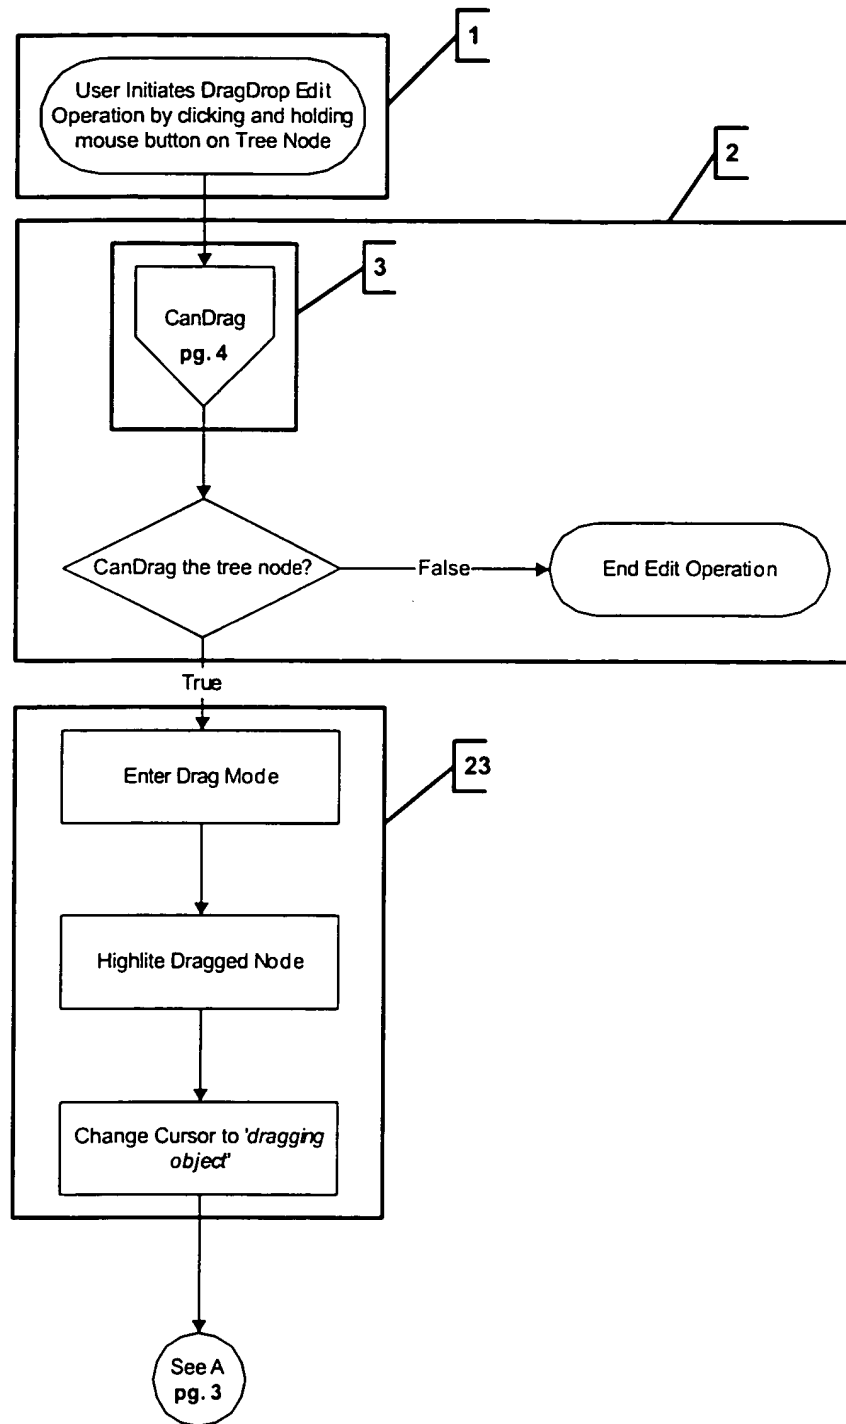 1
User Initiates DragDrop Edit
Operation by clicking and holding
mouse button on Tree Node
2
3
CanDrag
pg. 4
CanDrag the tree node?
False
End Edit Operation
True
23
Enter Drag Mode
Highlite Dragged Node
Change Cursor to 'dragging
object'
See A
pg. 3